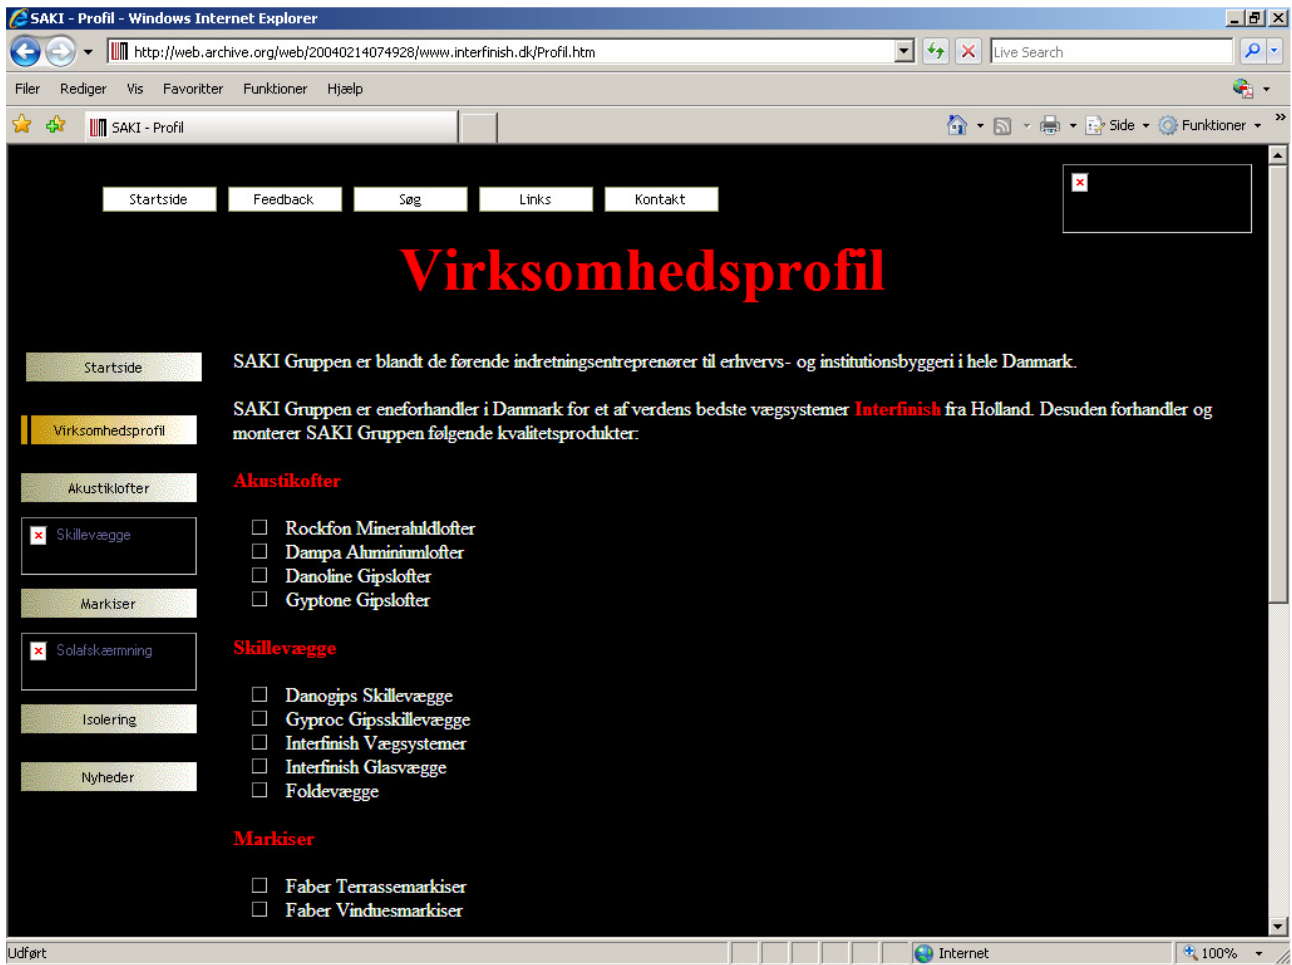 SAKI - Profil - Windows Internet Explorer
http://web.archive.org/web/20040214074928/www.interfinish.dk/Profil.htm
Live Search
Filer Rediger Vis Favoritter Funktioner Hjælp
SAKI - Profil
Side Funktioner »
Startside Feedback Søg Links Kontakt
Virksomhedsprofil
Startside
Virksomhedsprofil
Akustiklofter
Skillevægge
Markiser
Solafskærmning
Isolering
Nyheder
SAKI Gruppen er blandt de førende indretningsentreprenører til erhvervs- og institutionsbyggeri i hele Danmark.
SAKI Gruppen er eneforhandler i Danmark for et af verdens bedste vægsystemer Interfinish fra Holland. Desuden forhandler og
monterer SAKI Gruppen følgende kvalitetsprodukter:
Akustikofter
Rockfon Mineraluldlofter
Dampa Aluminiumlofter
Danoline Gipslofter
Gyptone Gipslofter
Skillevægge
Danogips Skillevægge
Gyproc Gipsskillevægge
Interfinish Vægsystemer
Interfinish Glasvægge
Foldevægge
Markiser
Faber Terrassemarkiser
Faber Vinduesmarkiser
Udført
Internet
100%